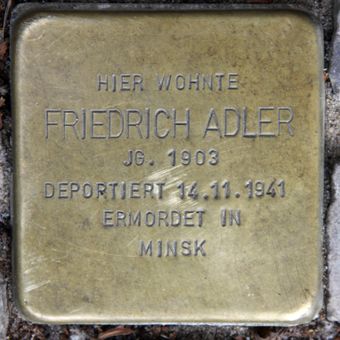 HIER WOHNTE
FRIEDRICH ADLER
JG. 1903
DEPORTIERT 14.11.1941
ERMORDET IN
MINSK